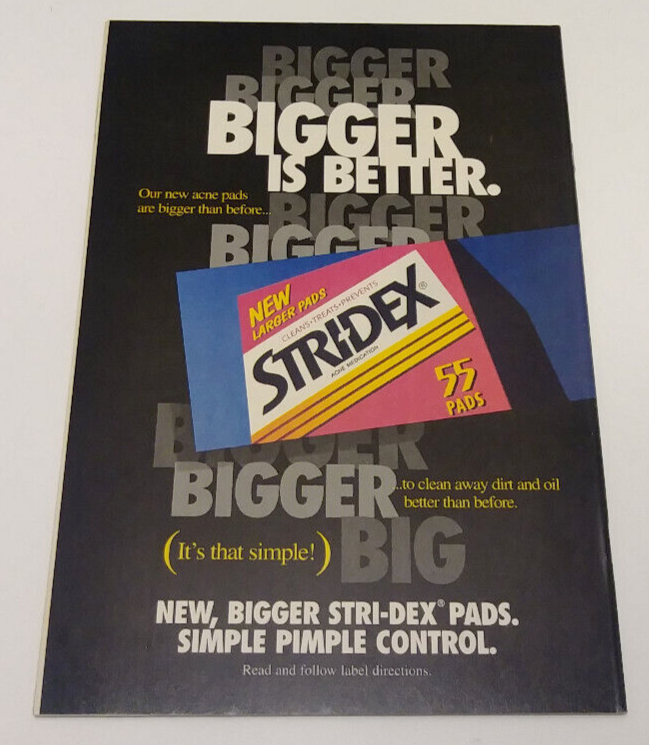 BIGGER
BIGGER
BIGGER
IS BETTER.
Our new acne pads
are bigger than before...
BIGGER
BIGGER
NEW
LARGER PADS
CLEANS•TREATS•PREVENTS
STRI-DEX®
ACNE MEDICATION
55
PADS
BIGGER
BIGGER
...to clean away dirt and oil
better than before.
(It's that simple!)
BIG
NEW, BIGGER STRI-DEX® PADS.
SIMPLE PIMPLE CONTROL.
Read and follow label directions.